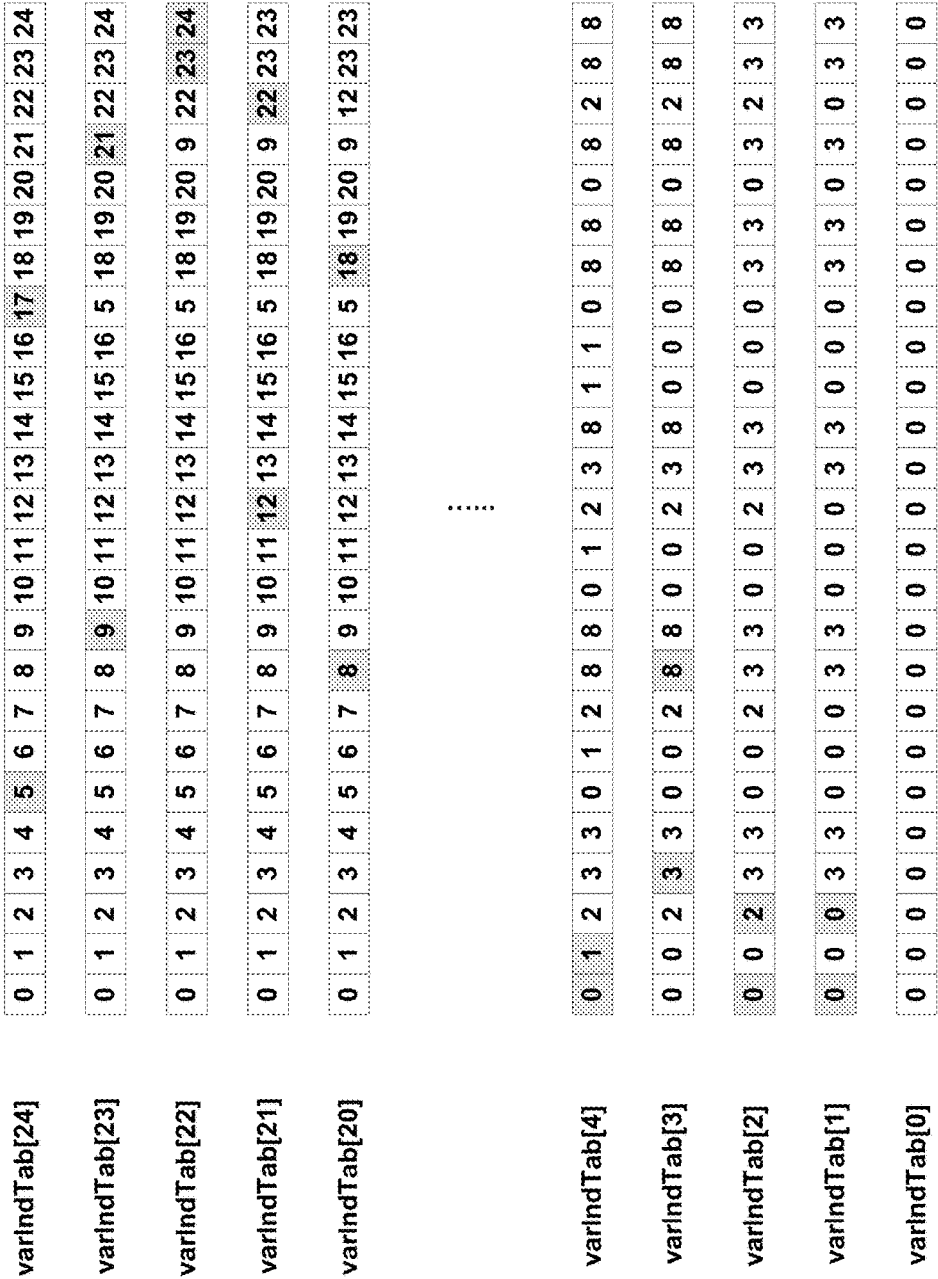 varIndTab[24] 0 1 2 3 4 5 6 7 8 9 10 11 12 13 14 15 16 17 18 19 20 21 22 23 24
varIndTab[23] 0 1 2 3 4 5 6 7 8 9 10 11 12 13 14 15 16 5 18 19 20 21 22 23 24
varIndTab[22] 0 1 2 3 4 5 6 7 8 9 10 11 12 13 14 15 16 5 18 19 20 9 22 23 24
varIndTab[21] 0 1 2 3 4 5 6 7 8 9 10 11 12 13 14 15 16 5 18 19 20 9 22 23 23
varIndTab[20] 0 1 2 3 4 5 6 7 8 9 10 11 12 13 14 15 16 5 18 19 20 9 12 23 23
......
varIndTab[4] 0 1 2 3 3 0 1 2 8 8 0 1 2 3 8 1 1 0 8 8 0 8 2 8 8
varIndTab[3] 0 0 2 3 3 0 0 2 8 8 0 0 2 3 8 0 0 0 8 8 0 8 2 8 8
varIndTab[2] 0 0 2 3 3 0 0 2 3 3 0 0 2 3 3 0 0 0 3 3 0 3 2 3 3
varIndTab[1] 0 0 0 3 3 0 0 0 3 3 0 0 0 3 3 0 0 0 3 3 0 3 0 3 3
varIndTab[0] 0 0 0 0 0 0 0 0 0 0 0 0 0 0 0 0 0 0 0 0 0 0 0 0 0